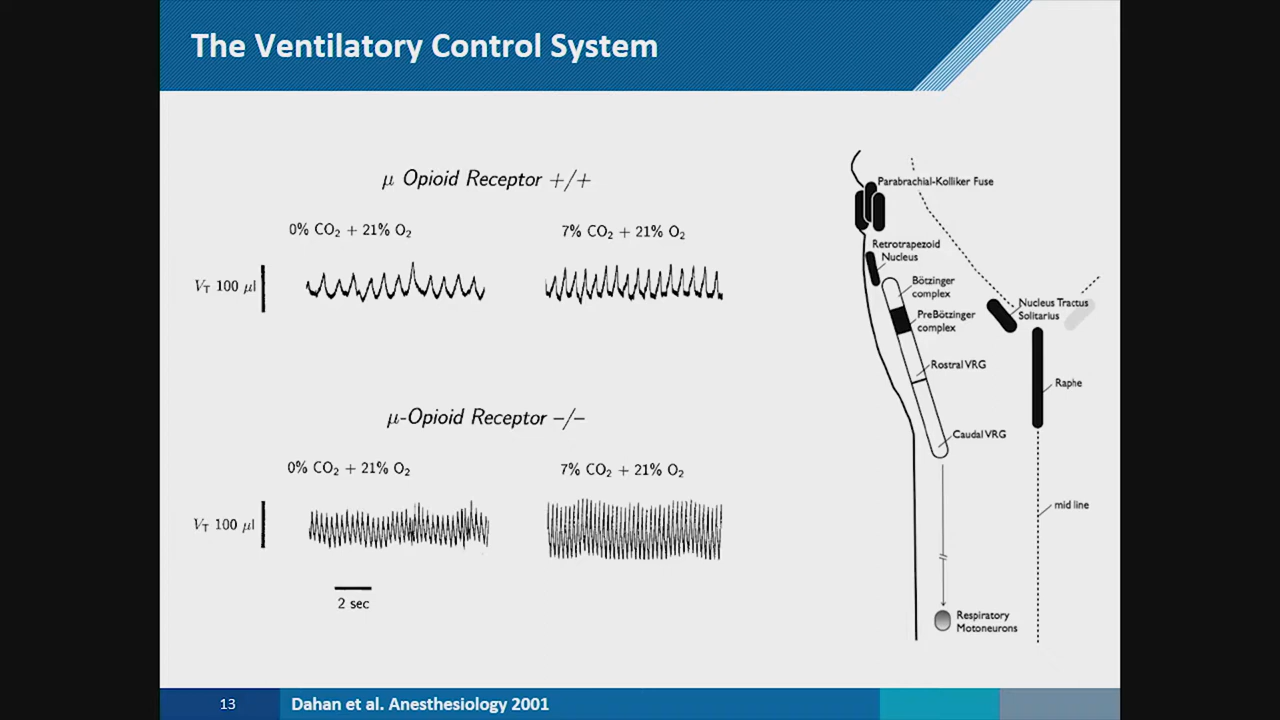 The Ventilatory Control System
μ Opioid Receptor +/+
0% CO₂ + 21% O₂
7% CO₂ + 21% O₂
V_T 100 μl
μ-Opioid Receptor −/−
0% CO₂ + 21% O₂
7% CO₂ + 21% O₂
V_T 100 μl
2 sec
Parabrachial-Kolliker Fuse
Retrotrapezoid
Nucleus
Bötzinger
complex
PreBötzinger
complex
Nucleus Tractus
Solitarius
Rostral VRG
Raphe
Caudal VRG
mid line
Respiratory
Motoneurons
13
Dahan et al. Anesthesiology 2001